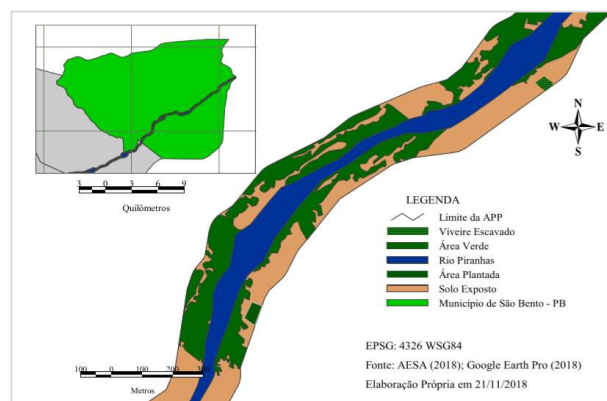 3 0 3 6 9
Quilômetros
N
W E
S
LEGENDA
Limite da APP
Viveire Escavado
Área Verde
Rio Piranhas
Área Plantada
Solo Exposto
Município de São Bento - PB
100 0 100 200 300
Metros
EPSG: 4326 WSG84
Fonte: AESA (2018); Google Earth Pro (2018)
Elaboração Própria em 21/11/2018